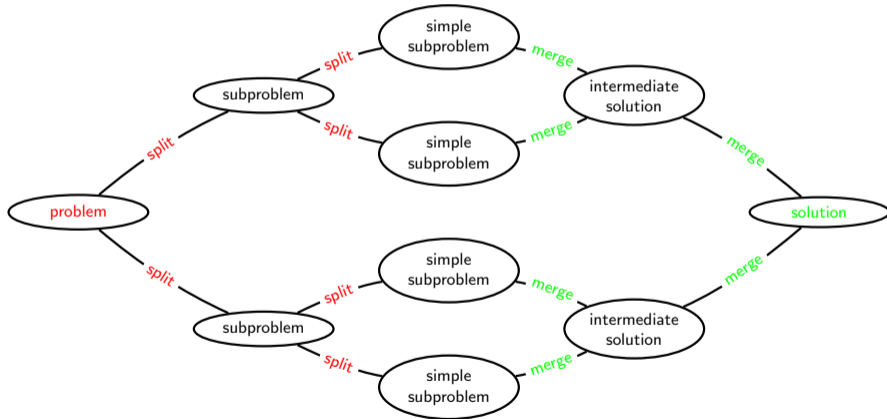 simple
subproblem
split
merge
subproblem
intermediate
solution
split
merge
split
simple
subproblem
merge
problem
solution
split
simple
subproblem
merge
split
merge
subproblem
intermediate
solution
split
simple
subproblem
merge